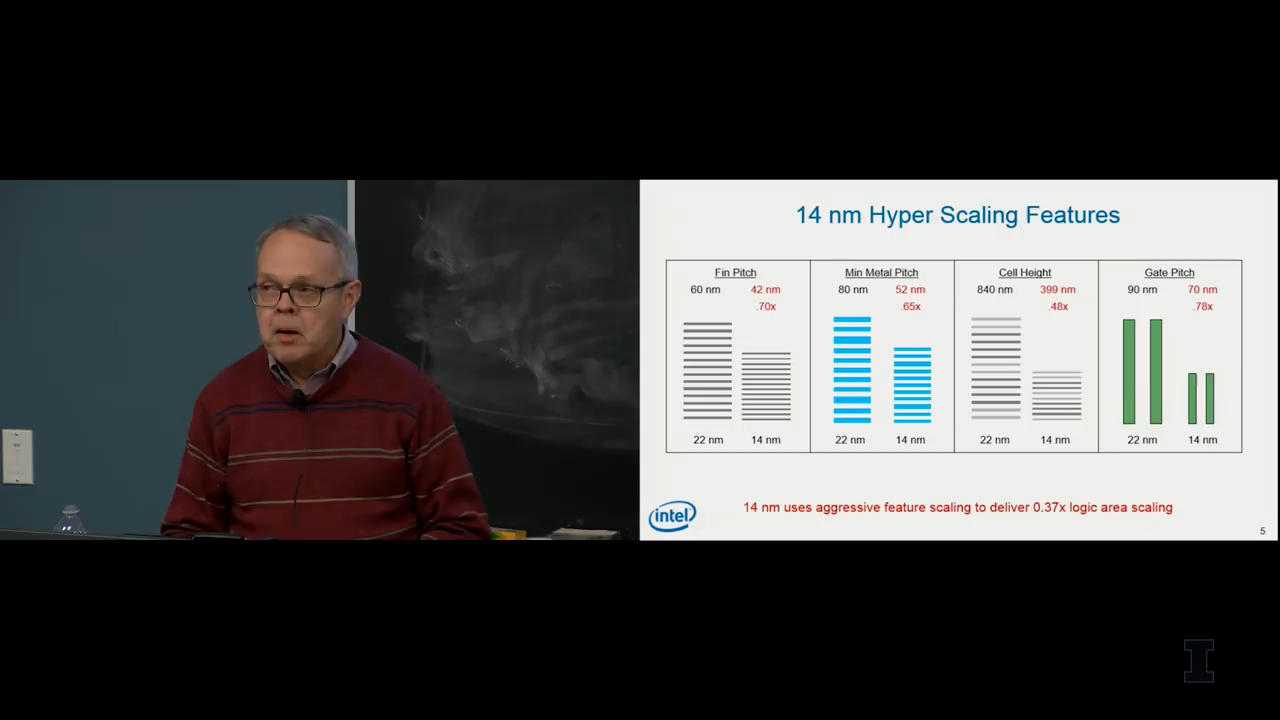 14 nm Hyper Scaling Features
Fin Pitch
60 nm 42 nm
.70x
22 nm 14 nm
Min Metal Pitch
80 nm 52 nm
.65x
22 nm 14 nm
Cell Height
840 nm 399 nm
.48x
22 nm 14 nm
Gate Pitch
90 nm 70 nm
.78x
22 nm 14 nm
14 nm uses aggressive feature scaling to deliver 0.37x logic area scaling
intel
5
I